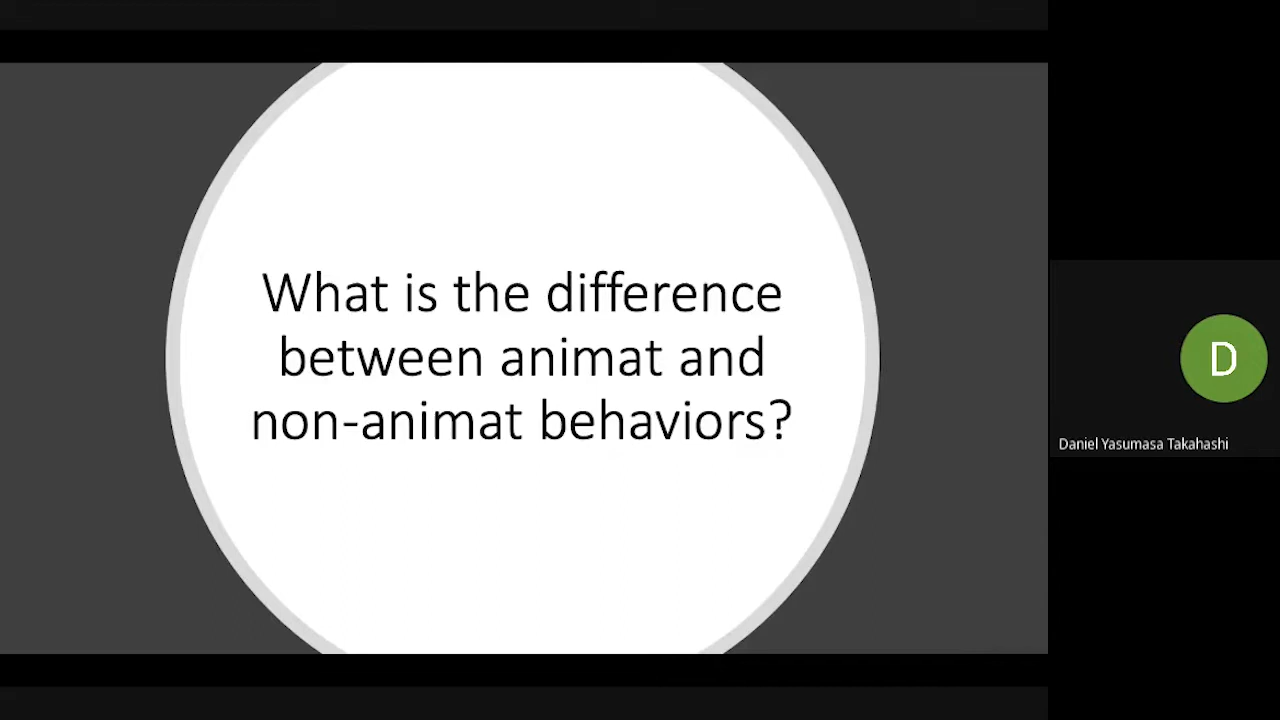 What is the difference
between animat and
non-animat behaviors?
D
Daniel Yasumasa Takahashi